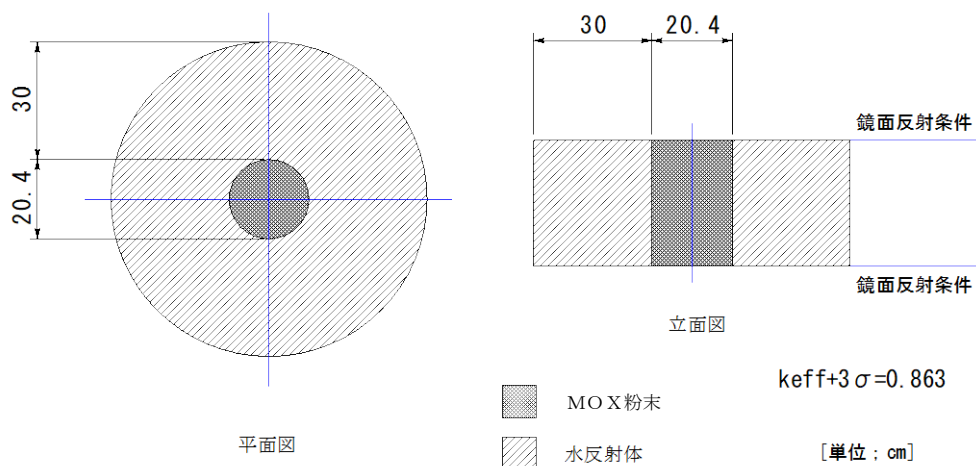 30
20.4
平面図
30
20.4
鏡面反射条件
鏡面反射条件
立面図
MOX粉末
水反射体
keff+3σ=0.863
[単位;cm]